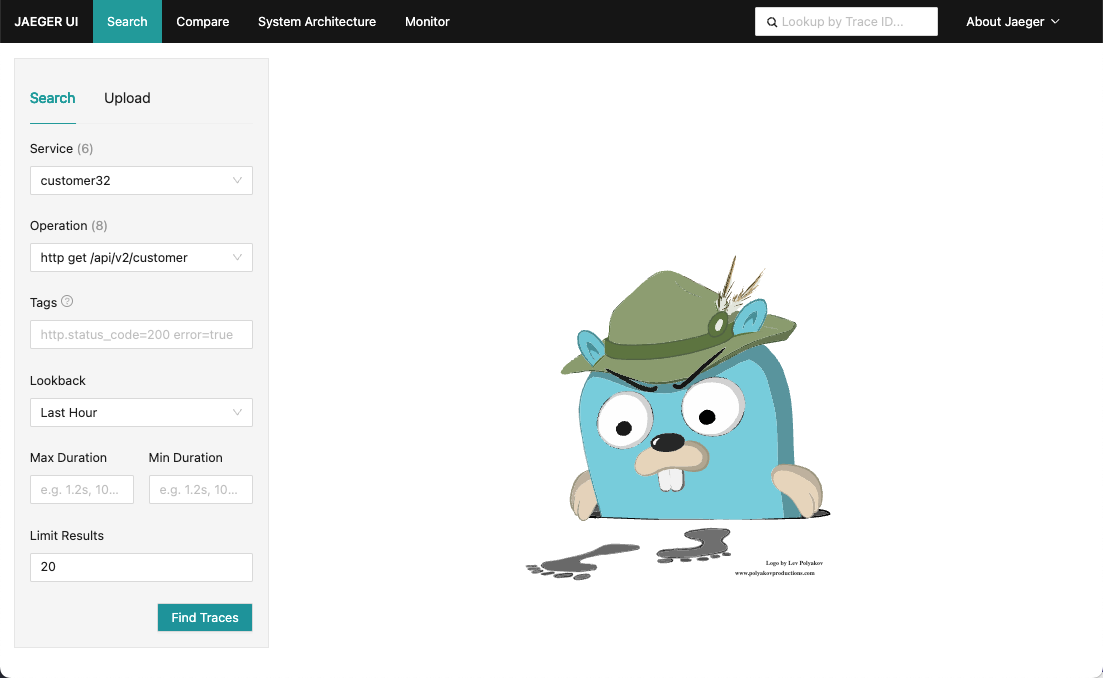 JAEGER UI Search Compare System Architecture Monitor Lookup by Trace ID... About Jaeger
Search Upload
Service (6)
customer32
Operation (8)
http get /api/v2/customer
Tags ?
http.status_code=200 error=true
Lookback
Last Hour
Max Duration Min Duration
e.g. 1.2s, 10... e.g. 1.2s, 10...
Limit Results
20
Find Traces
Logo by Lev Polyakov
www.polyakovproductions.com